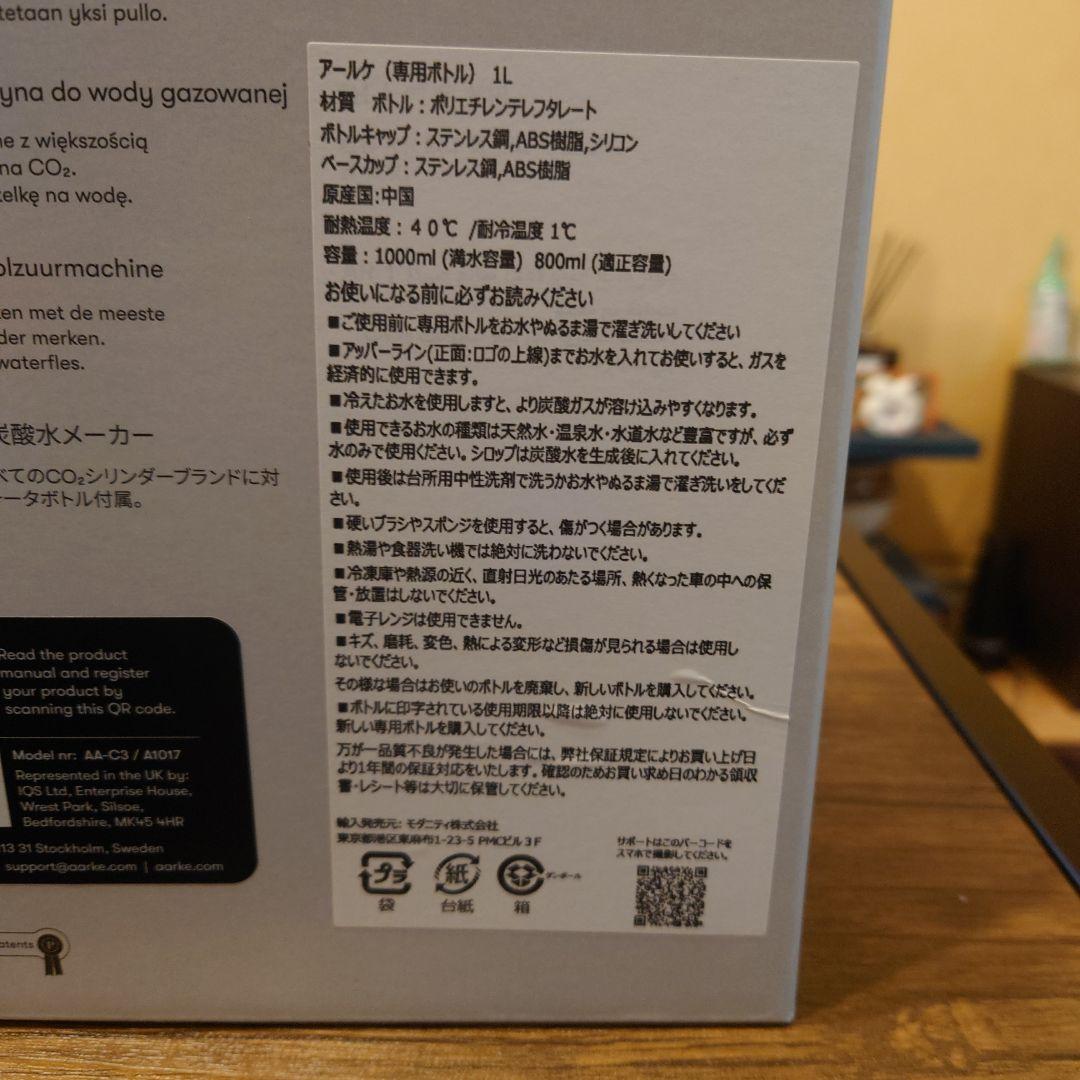 tetaan yksi pullo.
yna do wody gazowanej
ne z większością
na CO₂.
telkę na wodę.
olzuurmachine
ken met de meeste
der merken.
waterfles.
炭酸水メーカー
べてのCO₂シリンダーブランドに対
ータボトル付属。
Read the product
manual and register
your product by
scanning this QR code.
Model nr: AA-C3 / A1017
Represented in the UK by:
IQS Ltd, Enterprise House,
Wrest Park, Silsoe,
Bedfordshire, MK45 4HR
13 31 Stockholm, Sweden
support@aarke.com | aarke.com
atents
アールケ（専用ボトル） 1L
材質 ボトル：ポリエチレンテレフタレート
ボトルキャップ：ステンレス鋼,ABS樹脂,シリコン
ベースカップ：ステンレス鋼,ABS樹脂
原産国:中国
耐熱温度：４０℃ /耐冷温度 1℃
容量：1000ml (満水容量) 800ml (適正容量)
お使いになる前に必ずお読みください
■ご使用前に専用ボトルをお水やぬるま湯で濯ぎ洗いしてください
■アッパーライン(正面:ロゴの上線)までお水を入れてお使いすると、ガスを
経済的に使用できます。
■冷えたお水を使用しますと、より炭酸ガスが溶け込みやすくなります。
■使用できるお水の種類は天然水・温泉水・水道水など豊富ですが、必ず
水のみで使用ください。シロップは炭酸水を生成後に入れてください。
■使用後は台所用中性洗剤で洗うかお水やぬるま湯で濯ぎ洗いをしてくだ
さい。
■硬いブラシやスポンジを使用すると、傷がつく場合があります。
■熱湯や食器洗い機では絶対に洗わないでください。
■冷凍庫や熱源の近く、直射日光のあたる場所、熱くなった車の中への保
管・放置はしないでください。
■電子レンジは使用できません。
■キズ、磨耗、変色、熱による変形など損傷が見られる場合は使用し
ないでください。
その様な場合はお使いのボトルを廃棄し、新しいボトルを購入してください。
■ボトルに印字されている使用期限以降は絶対に使用しないでください。
新しい専用ボトルを購入してください。
万が一品質不良が発生した場合には、弊社保証規定によりお買い上げ日
より1年間の保証対応をいたします。確認のためお買い求め日のわかる領収
書・レシート等は大切に保管してください。
輸入発売元: モダニティ株式会社
東京都港区東麻布1-23-5 PMCビル３Ｆ
サポートはこのバーコードを
スマホで撮影してください。
プラ
紙
ダンボール
袋
台紙
箱